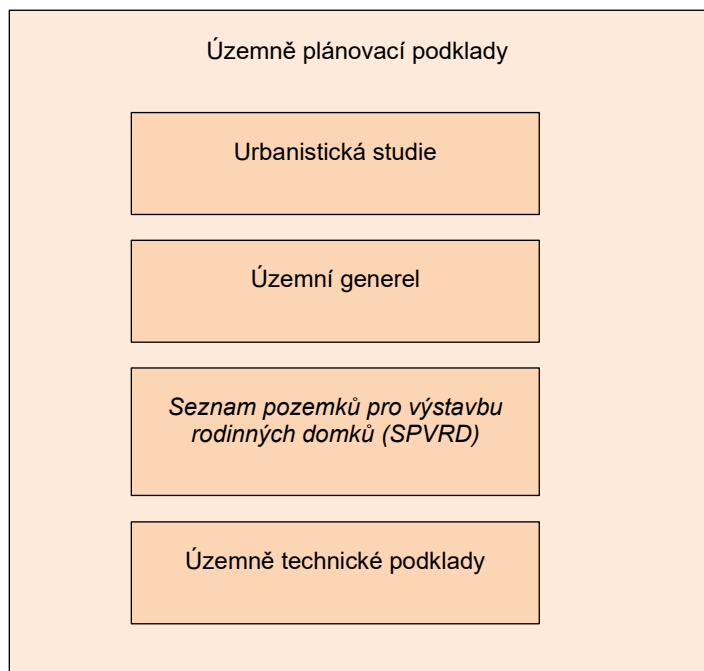 Územně plánovací podklady
Urbanistická studie
Územní generel
Seznam pozemků pro výstavbu
rodinných domků (SPVRD)
Územně technické podklady